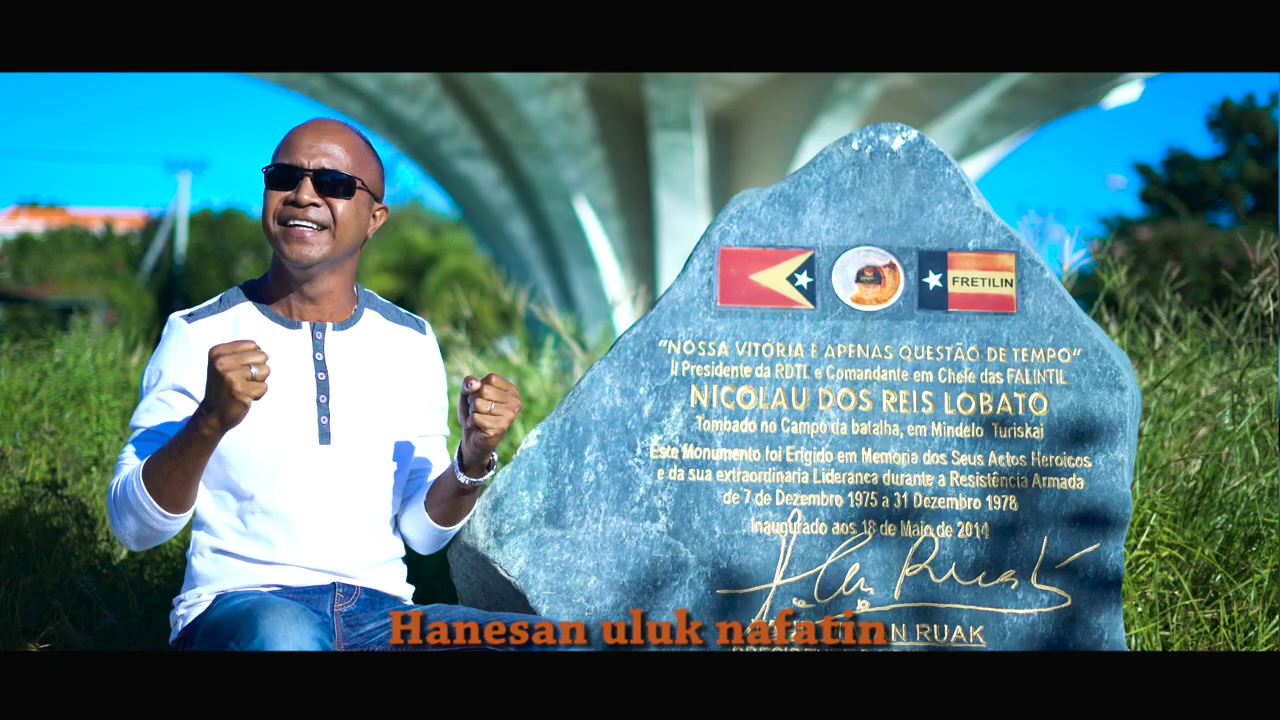 FRETILIN
"NOSSA VITÓRIA E APENAS QUESTÃO DE TEMPO"
II Presidente da RDTL e Comandante em Chefe das FALINTIL
NICOLAU DOS REIS LOBATO
Tombado no Campo da batalha, em Mindelo Turiskai
Este Monumento foi Erigido em Memoria dos Seus Actos Heroicos
e da sua extraordinaria Lideranca durante a Resistência Armada
de 7 de Dezembro 1975 a 31 Dezembro 1978
Inaugurado aos 18 de Maio de 2014
Hanesan uluk nafatin
RUAK